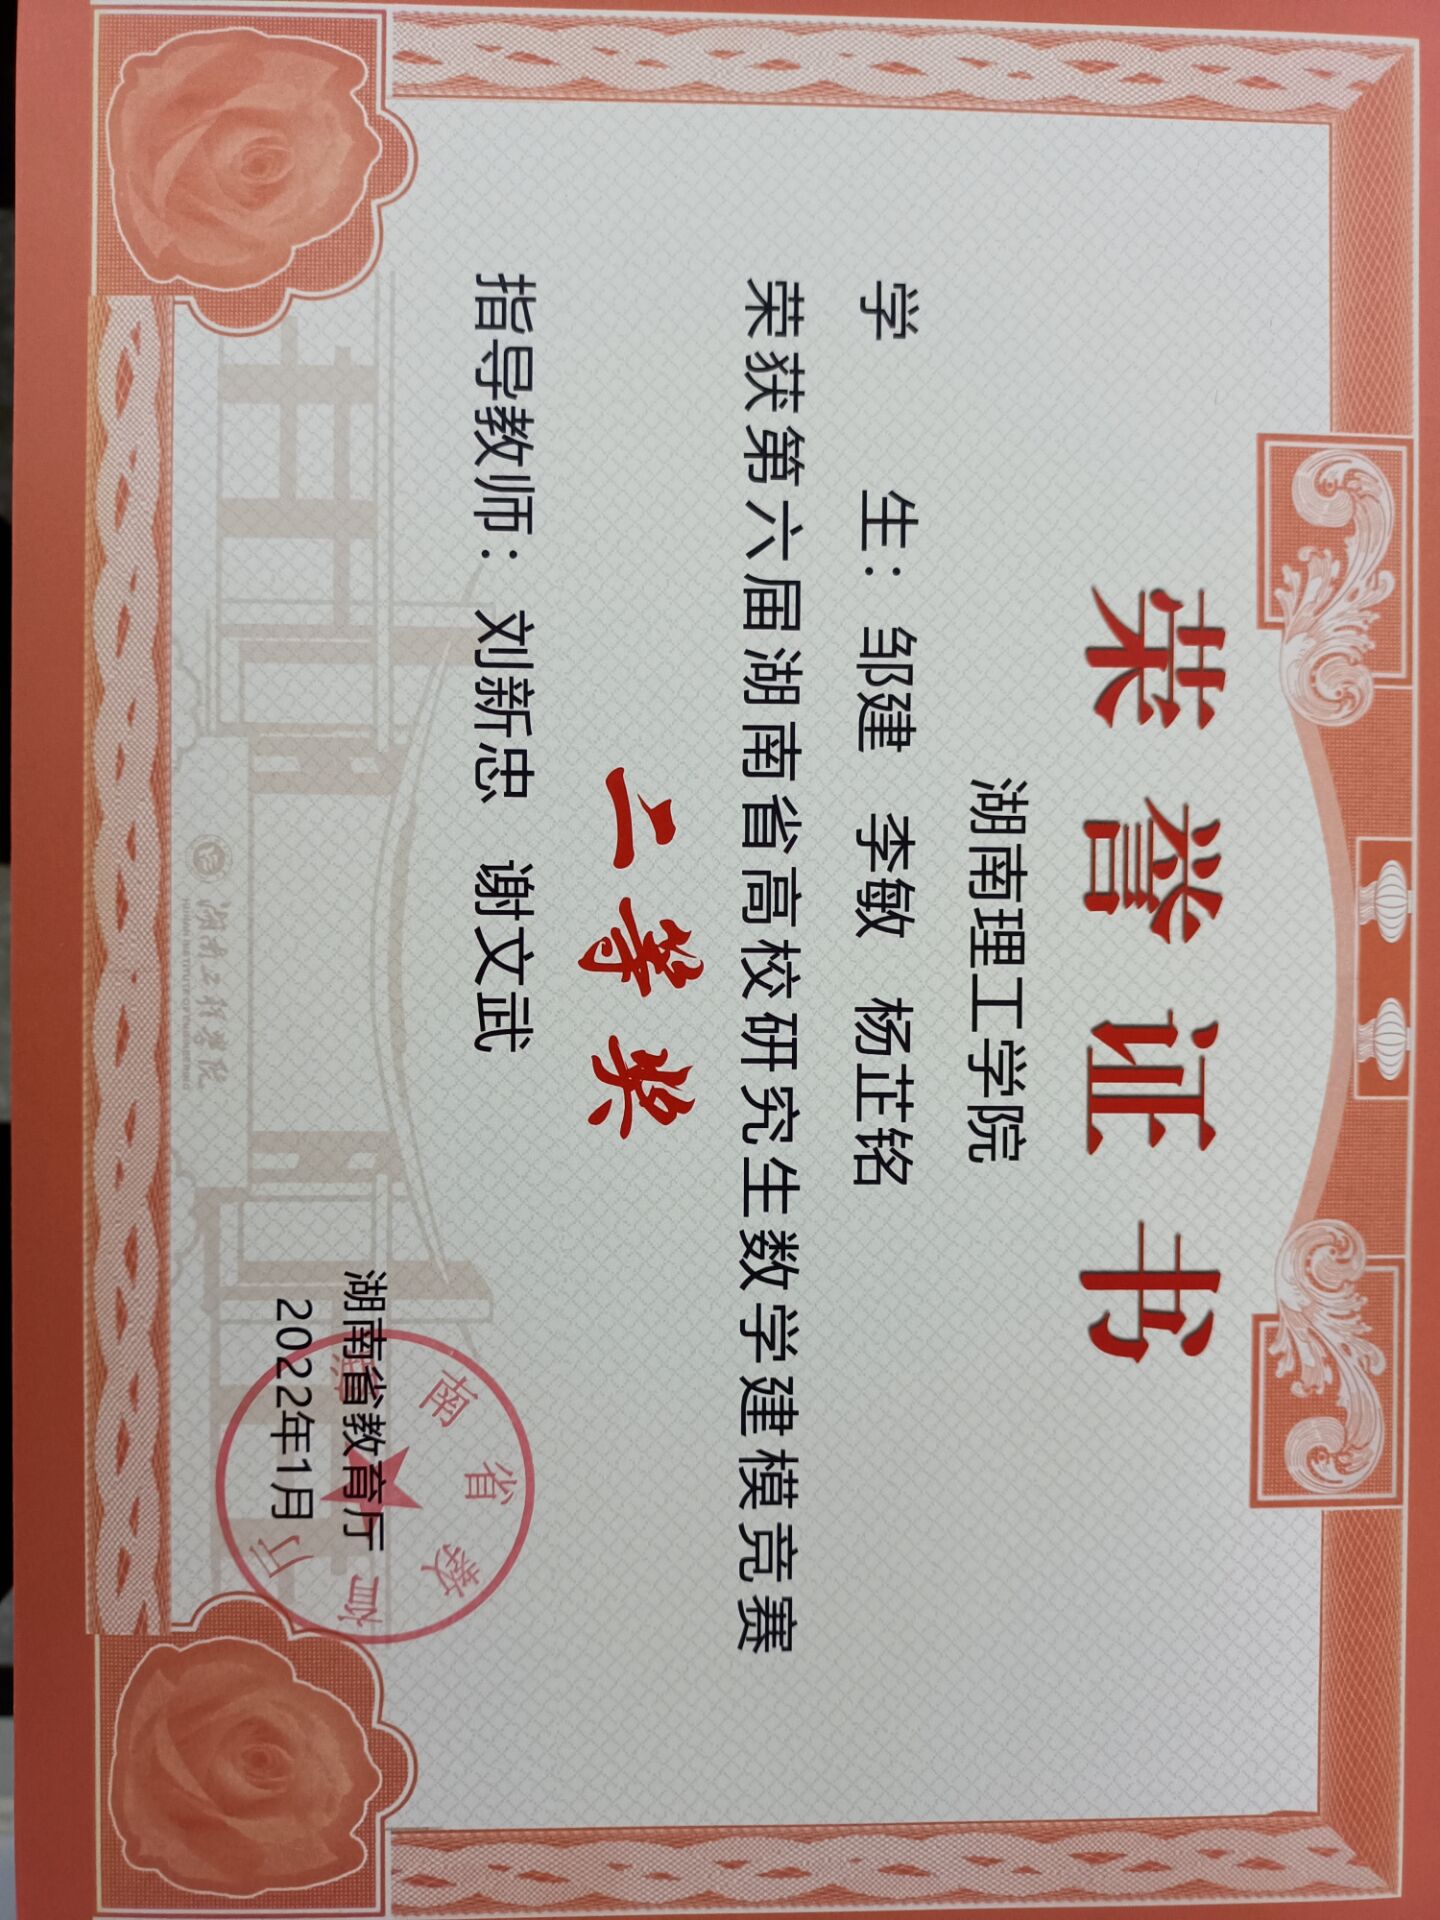 荣誉证书
湖南理工学院
学 生：邹建 李敏 杨芷铭
荣获第六届湖南省高校研究生数学建模竞赛
二等奖
指导教师：刘新忠 谢文武
湖南省教育厅
湖南省教育厅
2022年1月
湖南工程学院
HUNAN INSTITUTE OF ENGINEERING